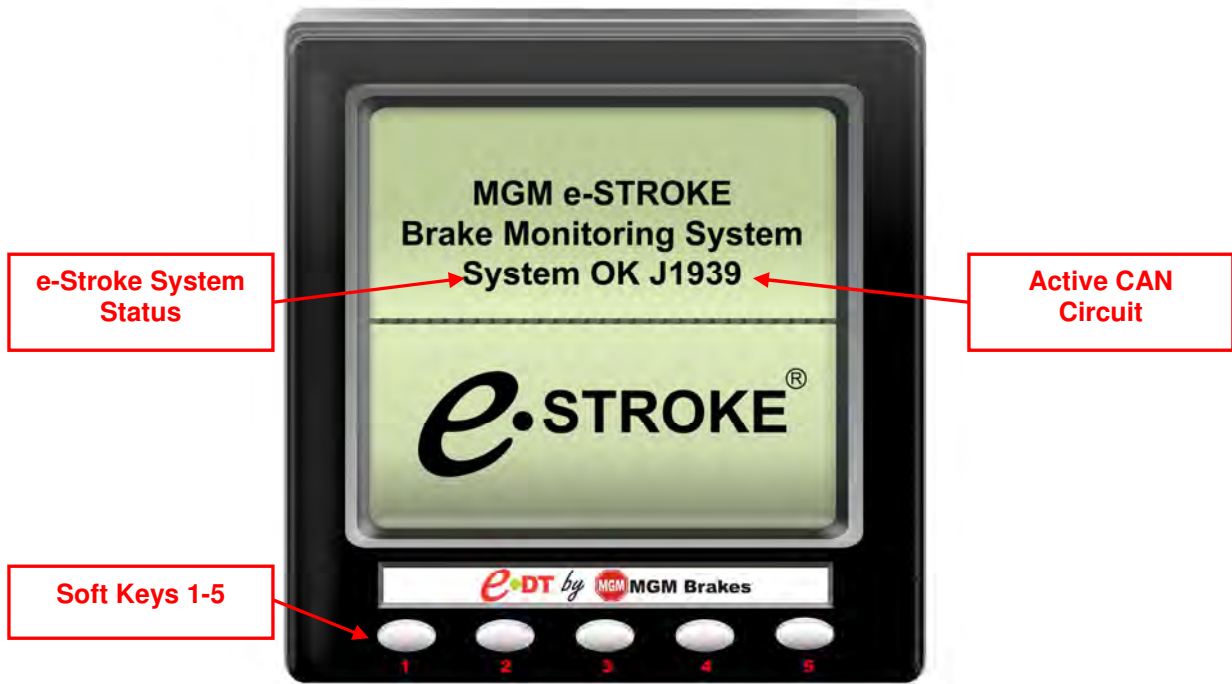 MGM e-STROKE
Brake Monitoring System
System OK J1939
e-Stroke System
Status
Active CAN
Circuit
e•STROKE®
Soft Keys 1-5
e•DT by MGM MGM Brakes
1 2 3 4 5